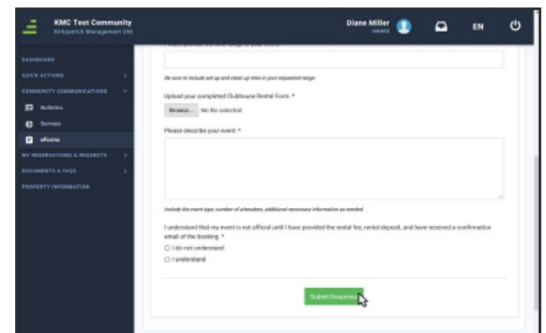 KMC Test Community
Kirkpatrick Management (IN)
Diane Miller
OWNER
EN
DASHBOARD
QUICK ACTIONS
COMMUNITY COMMUNICATIONS
Bulletins
Surveys
eForms
MY RESERVATIONS & REQUESTS
DOCUMENTS & FAQS
PROPERTY INFORMATION
Be sure to include set up and clean up time in your requested range.
Upload your completed Clubhouse Rental Form. *
Browse... No file selected.
Please describe your event: *
Include the event type, number of attendees, additional necessary information as needed.
I understand that my event is not official until I have provided the rental fee, rental deposit, and have received a confirmation
email of the booking. *
I do not understand
I understand
Submit Response